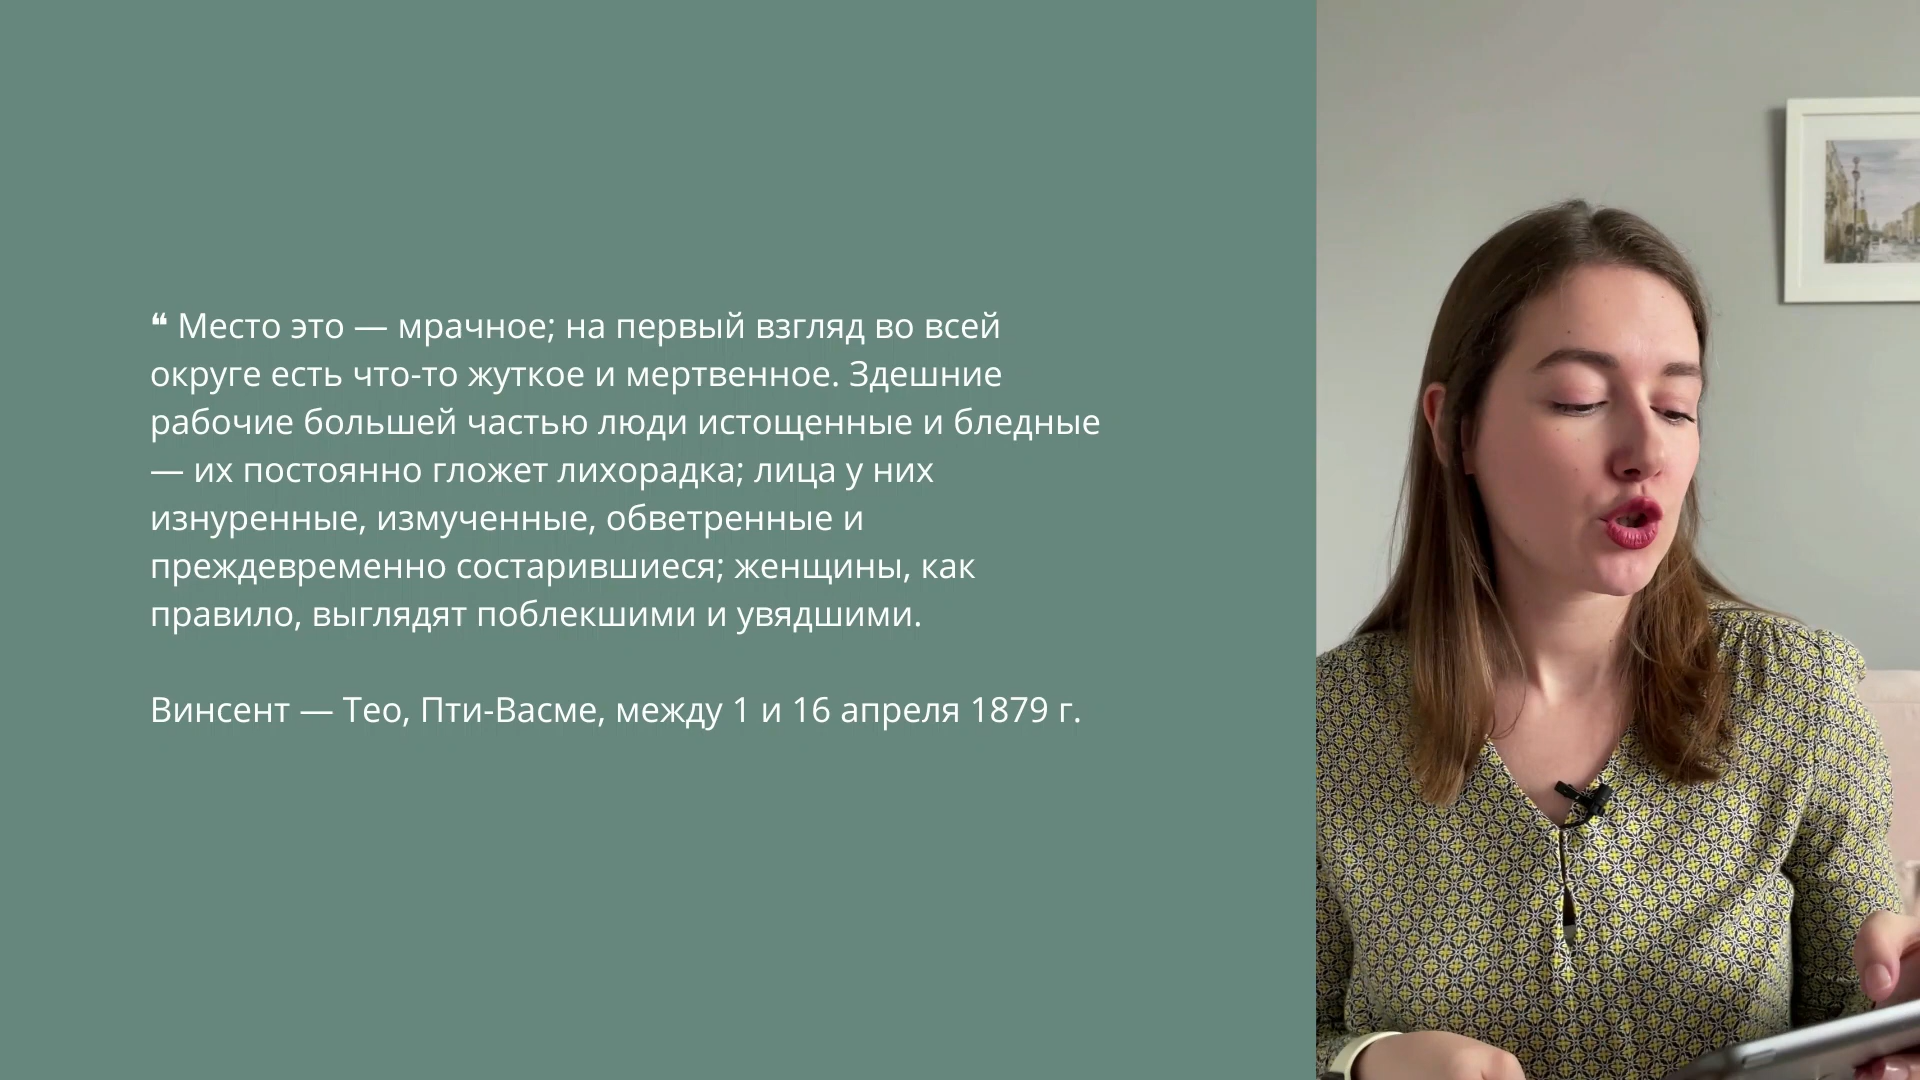 ❝ Место это — мрачное; на первый взгляд во всей
округе есть что-то жуткое и мертвенное. Здешние
рабочие большей частью люди истощенные и бледные
— их постоянно гложет лихорадка; лица у них
изнуренные, измученные, обветренные и
преждевременно состарившиеся; женщины, как
правило, выглядят поблекшими и увядшими.
Винсент — Тео, Пти-Васме, между 1 и 16 апреля 1879 г.